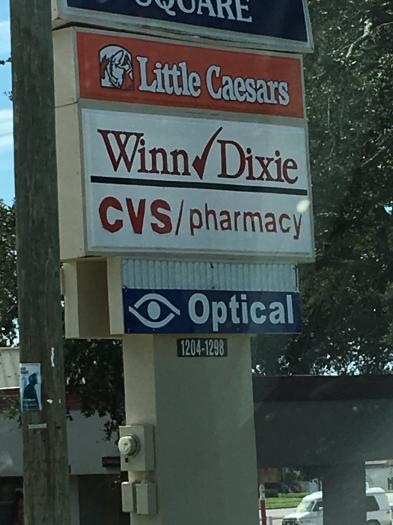 SQUARE
Little Caesars
Winn✓Dixie
CVS/pharmacy
Optical
1204-1298